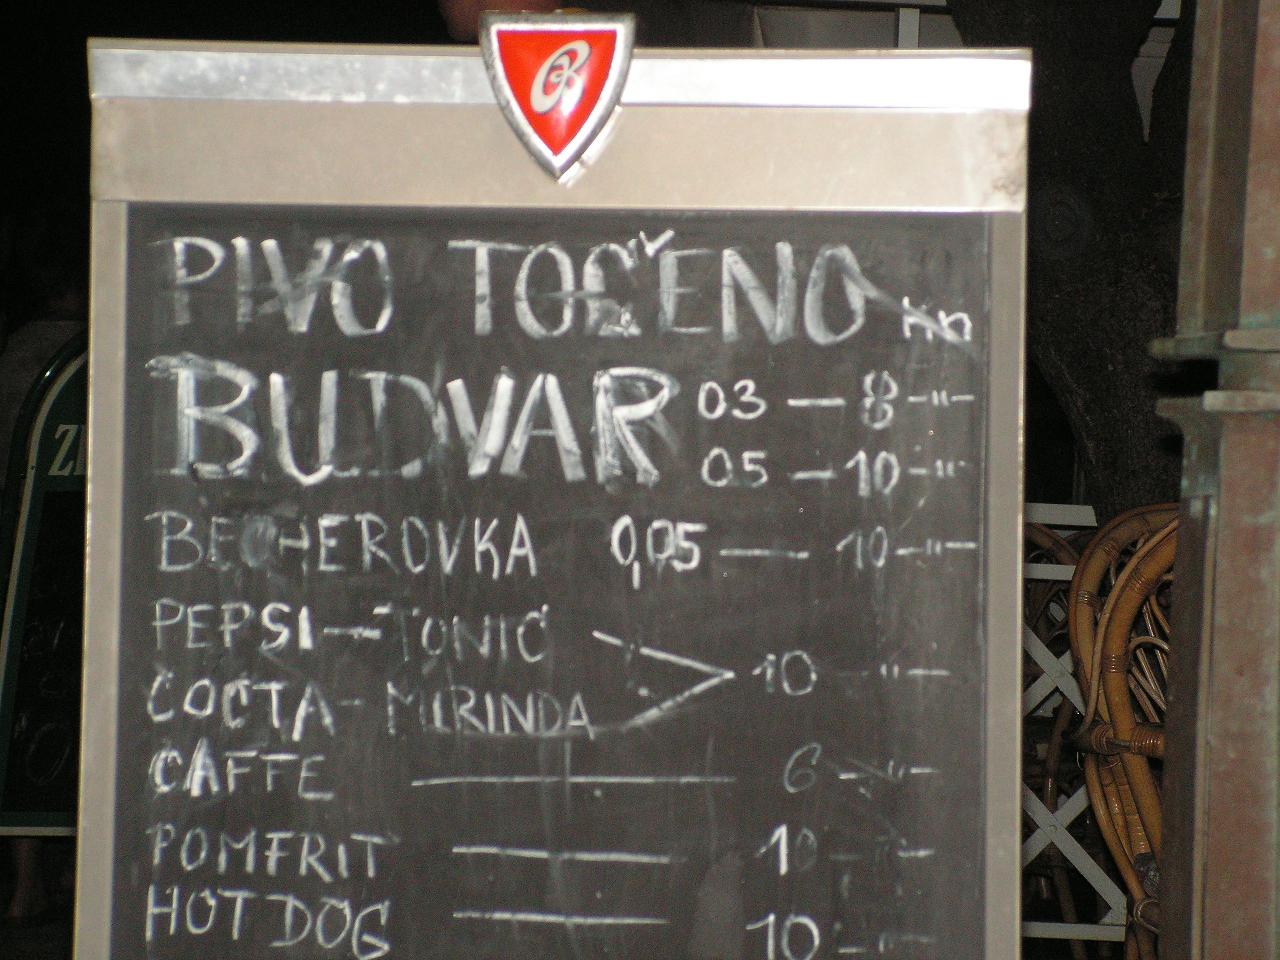 B
PIVO TOČENO kn
BUDVAR 03 — 8 -"-
05 — 10 -"-
BECHEROVKA 0,05 — 10 -"-
PEPSI — TONIC
COCTA - MIRINDA 10 -"-
CAFFE — 6 -"-
POMFRIT — 10 -"-
HOT DOG — 10 -"-